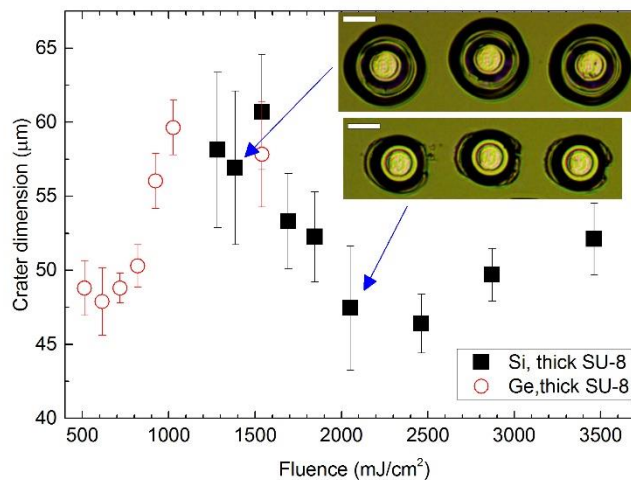 65
60
55
50
45
40
Crater dimension (µm)
500 1000 1500 2000 2500 3000 3500
Fluence (mJ/cm²)
Si, thick SU-8
Ge,thick SU-8